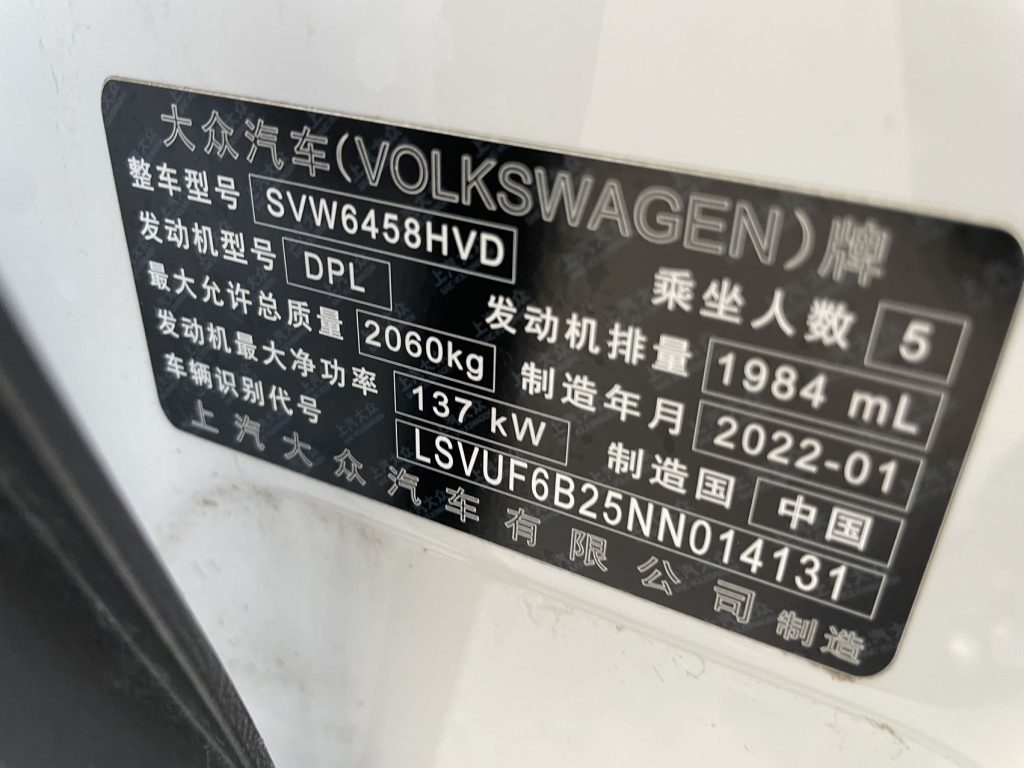 大众汽车(VOLKSWAGEN)牌
整车型号 SVW6458HVD 乘坐人数 5
发动机型号 DPL 发动机排量 1984 mL
最大允许总质量 2060kg 制造年月 2022-01
发动机最大净功率 137 kW 制造国 中国
车辆识别代号 LSVUF6B25NN014131
上汽大众汽车有限公司制造